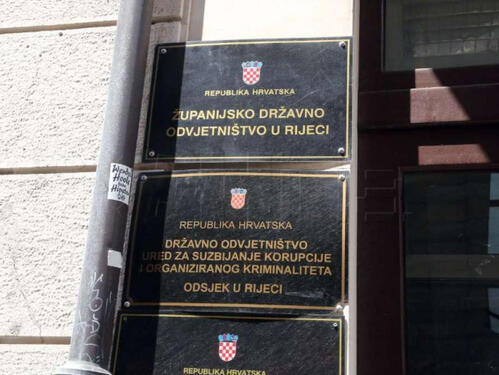 REPUBLIKA HRVATSKA
ŽUPANIJSKO DRŽAVNO
ODVJETNIŠTVO U RIJECI
REPUBLIKA HRVATSKA
DRŽAVNO ODVJETNIŠTVO
URED ZA SUZBIJANJE KORUPCIJE
I ORGANIZIRANOG KRIMINALITETA
ODSJEK U RIJECI
REPUBLIKA HRVATSKA